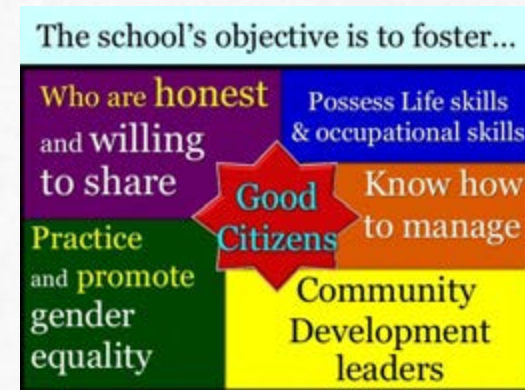 The school's objective is to foster...
Who are honest
and willing
to share
Possess Life skills
& occupational skills
Good
Citizens
Know how
to manage
Practice
and promote
gender
equality
Community
Development
leaders